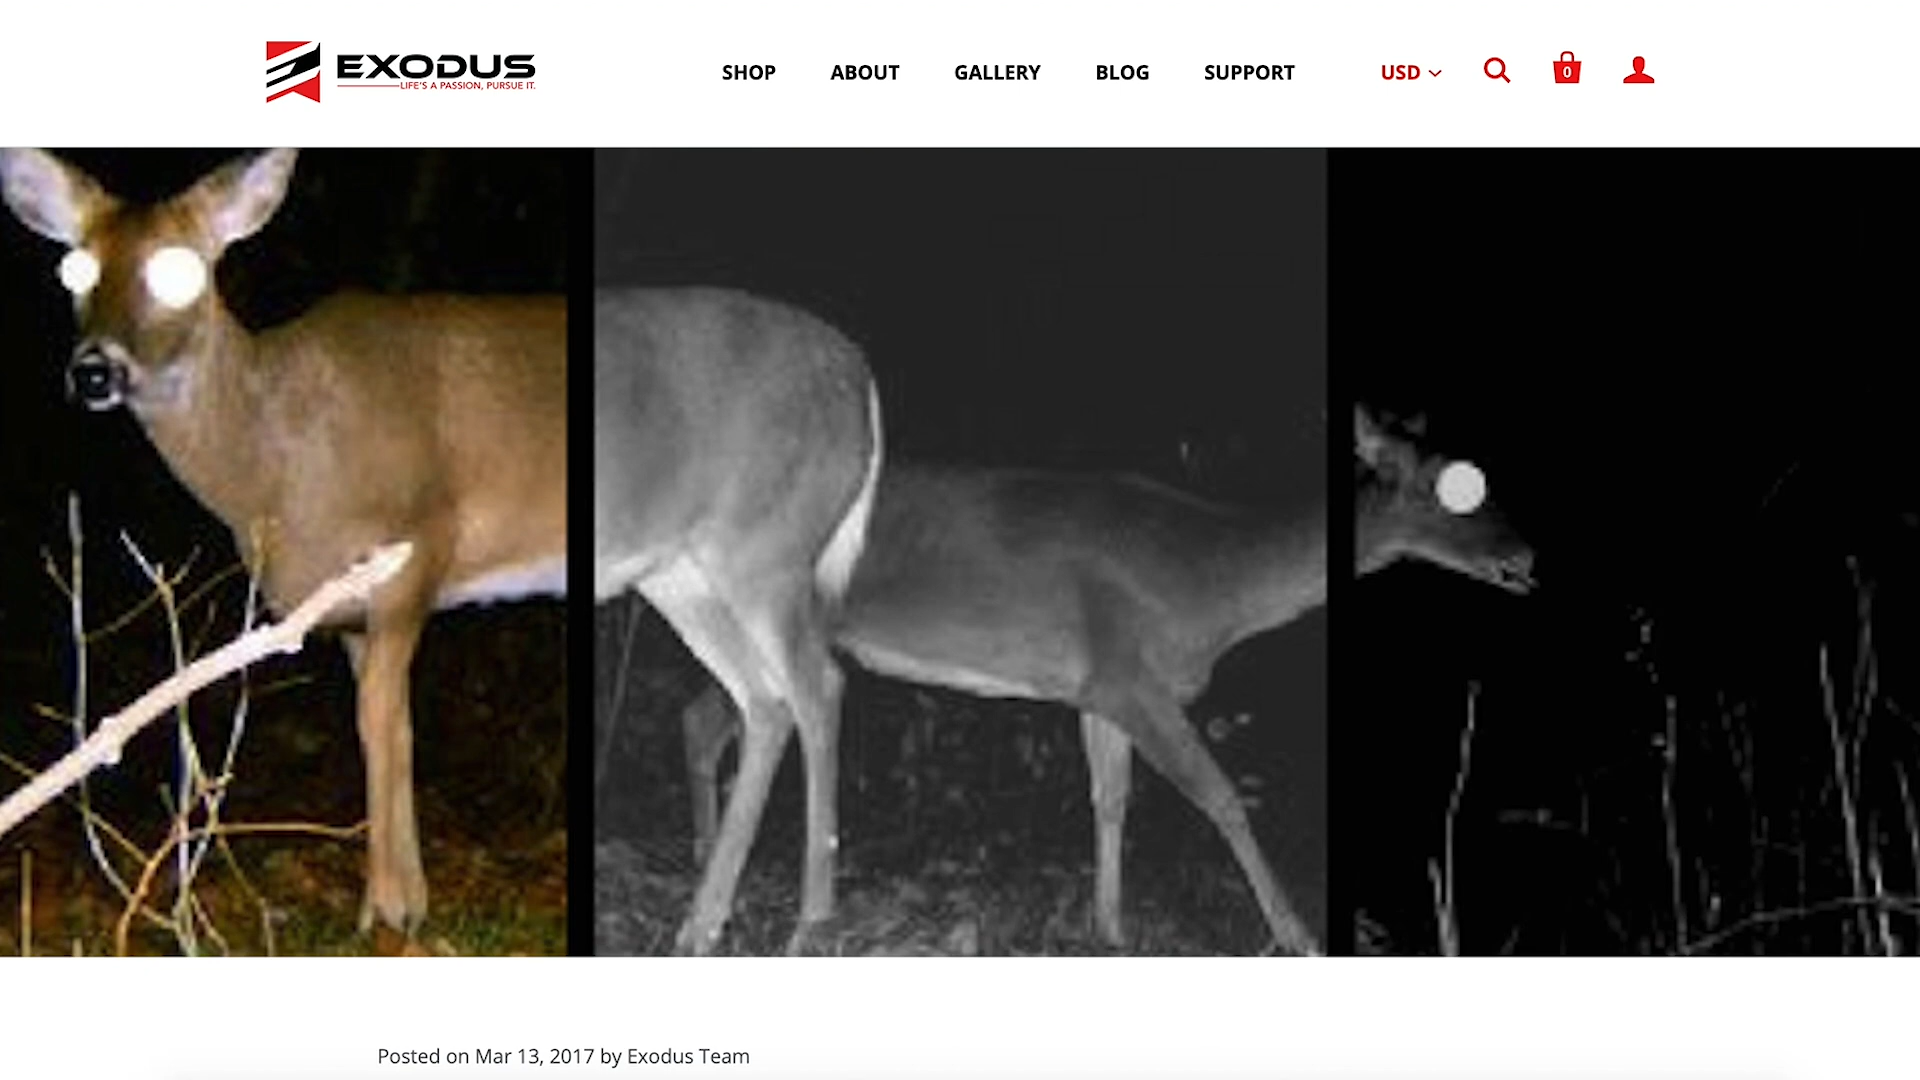 EXODUS
LIFE'S A PASSION, PURSUE IT.
SHOP ABOUT GALLERY BLOG SUPPORT USD 0
Posted on Mar 13, 2017 by Exodus Team